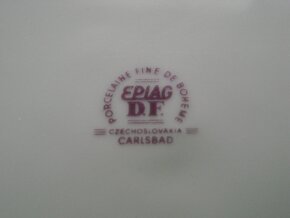 PORCELAINE FINE DE BOHEME
EPIAG
D.F.
CZECHOSLOVAKIA
CARLSBAD